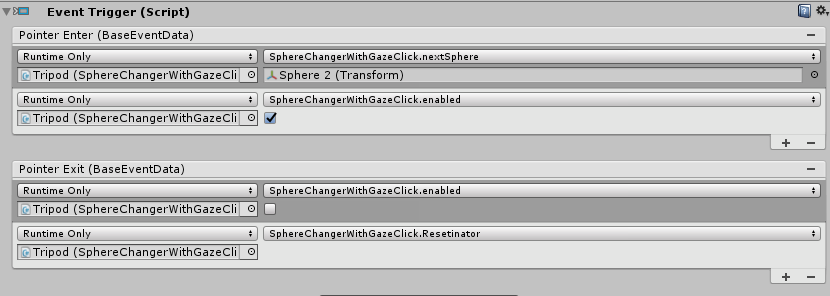 Event Trigger (Script)
Pointer Enter (BaseEventData)
Runtime Only SphereChangerWithGazeClick.nextSphere
Tripod (SphereChangerWithGazeCli Sphere 2 (Transform)
Runtime Only SphereChangerWithGazeClick.enabled
Tripod (SphereChangerWithGazeCli
Pointer Exit (BaseEventData)
Runtime Only SphereChangerWithGazeClick.enabled
Tripod (SphereChangerWithGazeCli
Runtime Only SphereChangerWithGazeClick.Resetinator
Tripod (SphereChangerWithGazeCli